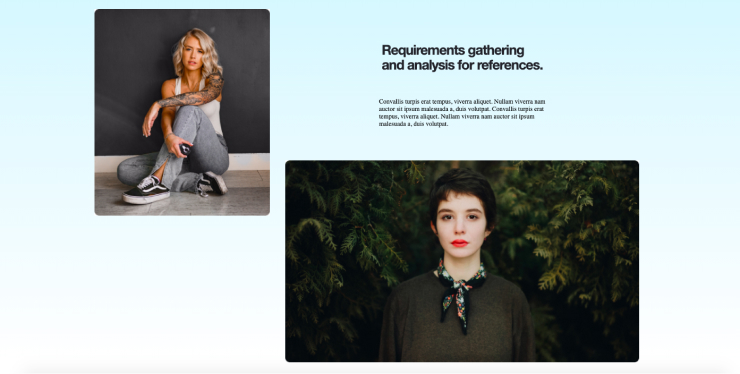 Requirements gathering
and analysis for references.
Convallis turpis erat tempus, viverra aliquet. Nullam viverra nam
auctor sit ipsum malesuada a, duis volutpat. Convallis turpis erat
tempus, viverra aliquet. Nullam viverra nam auctor sit ipsum
malesuada a, duis volutpat.